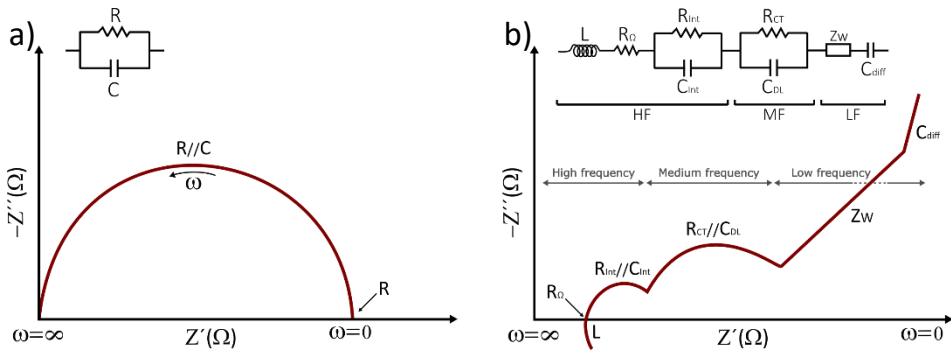 a)
R
C
R//C
ω
R
−Z´´(Ω)
ω=∞
Z´(Ω)
ω=0
b)
L
RΩ
RInt
CInt
RCT
CDL
Zw
Cdiff
HF
MF
LF
Cdiff
High frequency
Medium frequency
Low frequency
Zw
RCT//CDL
RInt//CInt
RΩ
L
−Z´´(Ω)
ω=∞
Z´(Ω)
ω=0